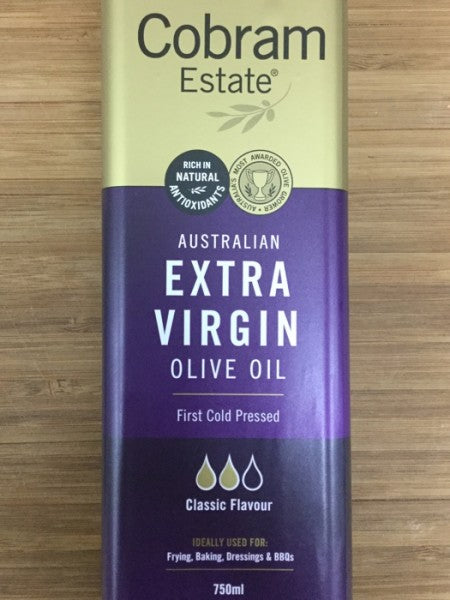 Cobram
Estate®
RICH IN
NATURAL
ANTIOXIDANTS
AUSTRALIA'S MOST AWARDED OLIVE GROWER
AUSTRALIAN
EXTRA
VIRGIN
OLIVE OIL
First Cold Pressed
Classic Flavour
IDEALLY USED FOR:
Frying, Baking, Dressings & BBQs
750ml